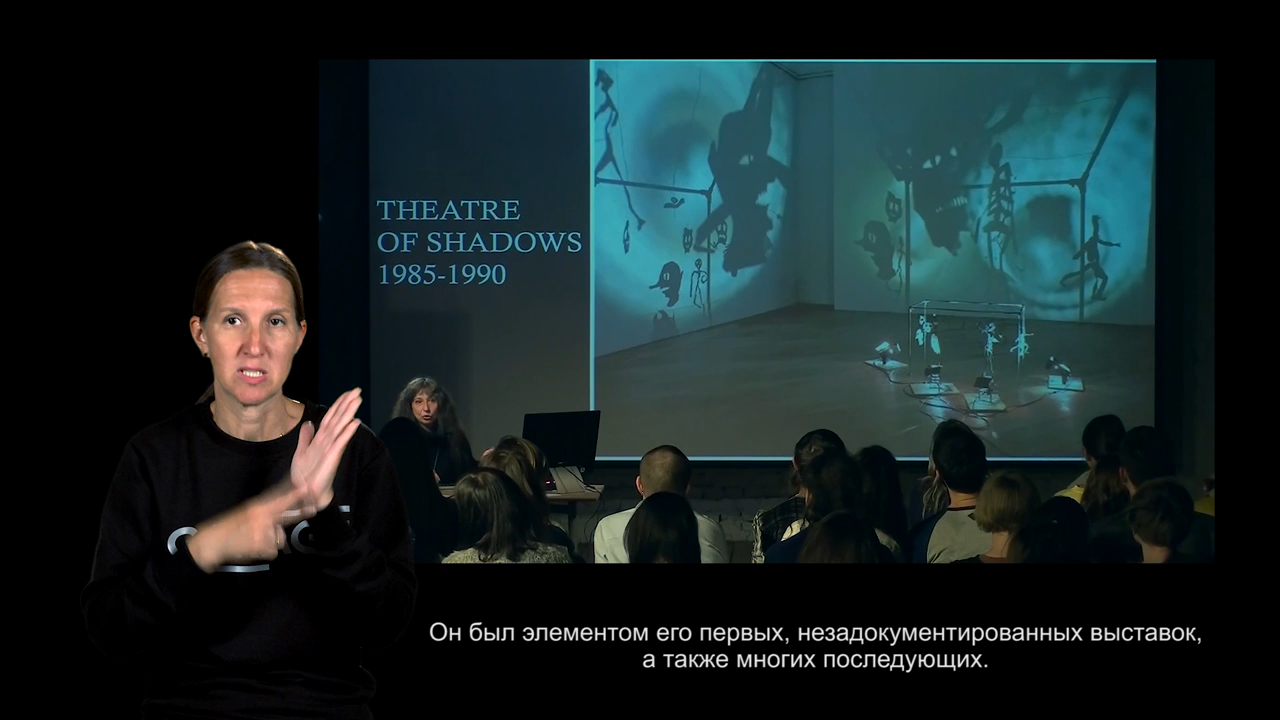 THEATRE
OF SHADOWS
1985-1990
Он был элементом его первых, незадокументированных выставок,
а также многих последующих.